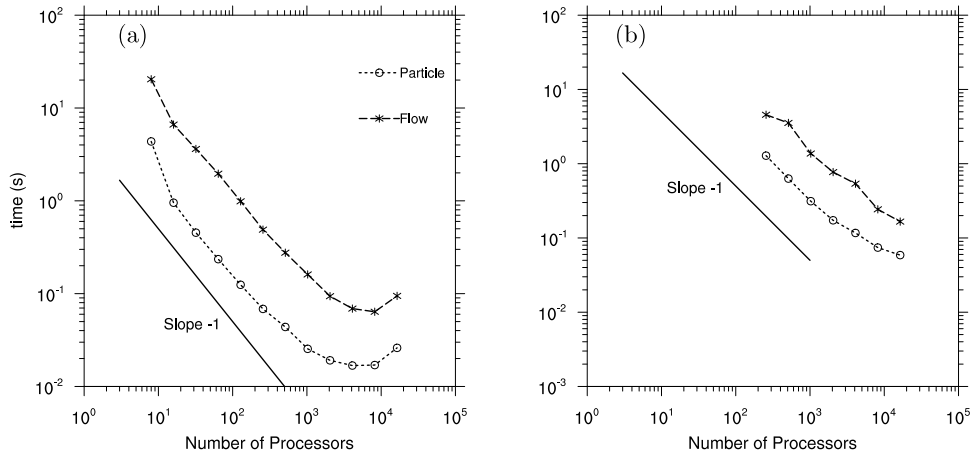 (a)
Particle
Flow
Slope -1
time (s)
10^2
10^1
10^0
10^-1
10^-2
10^0 10^1 10^2 10^3 10^4 10^5
Number of Processors
(b)
Slope -1
10^2
10^1
10^0
10^-1
10^-2
10^-3
10^0 10^1 10^2 10^3 10^4 10^5
Number of Processors